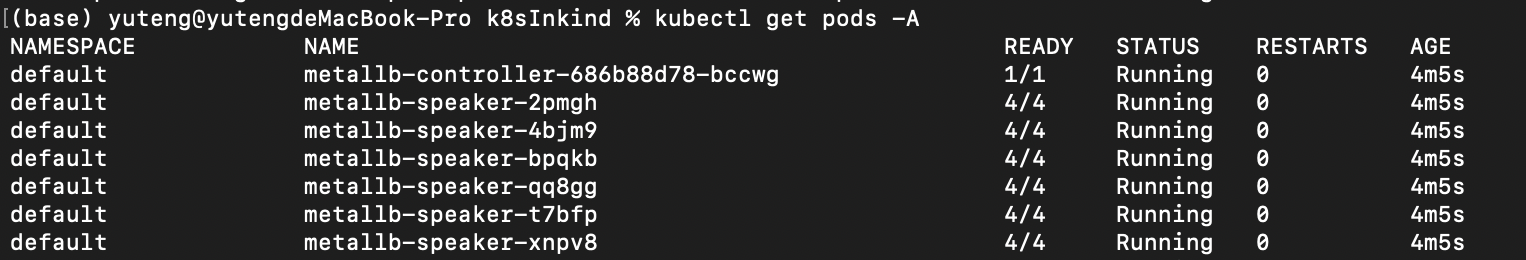 [(base) yuteng@yutengdeMacBook-Pro k8sInkind % kubectl get pods -A
NAMESPACE NAME READY STATUS RESTARTS AGE
default metallb-controller-686b88d78-bccwg 1/1 Running 0 4m5s
default metallb-speaker-2pmgh 4/4 Running 0 4m5s
default metallb-speaker-4bjm9 4/4 Running 0 4m5s
default metallb-speaker-bpqkb 4/4 Running 0 4m5s
default metallb-speaker-qq8gg 4/4 Running 0 4m5s
default metallb-speaker-t7bfp 4/4 Running 0 4m5s
default metallb-speaker-xnpv8 4/4 Running 0 4m5s